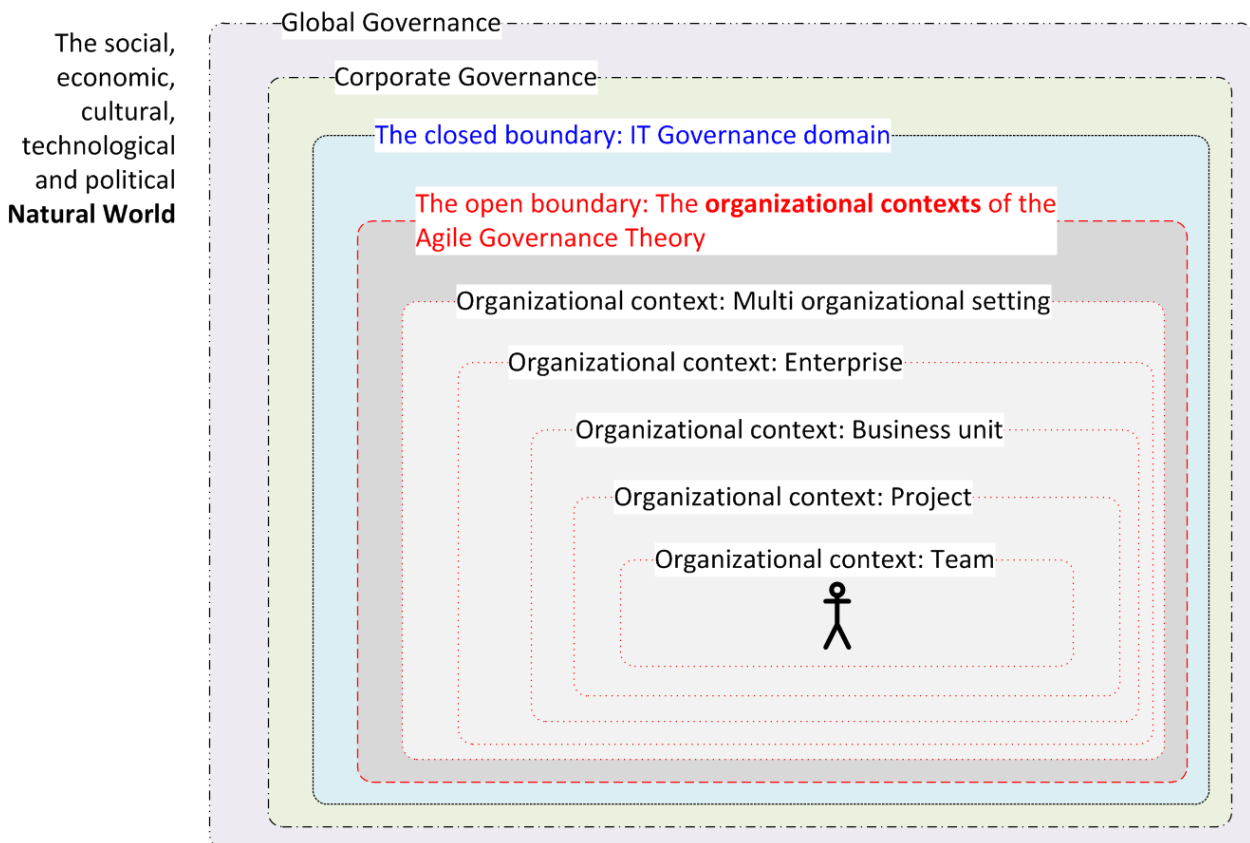 The social,
economic,
cultural,
technological
and political
Natural World
Global Governance
Corporate Governance
The closed boundary: IT Governance domain
The open boundary: The organizational contexts of the
Agile Governance Theory
Organizational context: Multi organizational setting
Organizational context: Enterprise
Organizational context: Business unit
Organizational context: Project
Organizational context: Team